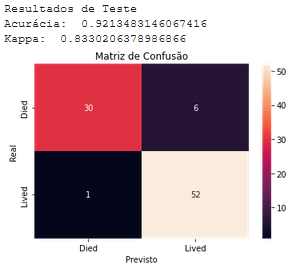 Resultados de Teste
Acurácia: 0.9213483146067416
Kappa: 0.8330206378986866
Matriz de Confusão
Died
30
6
Real
Lived
1
52
Died
Lived
Previsto
50
40
30
20
10